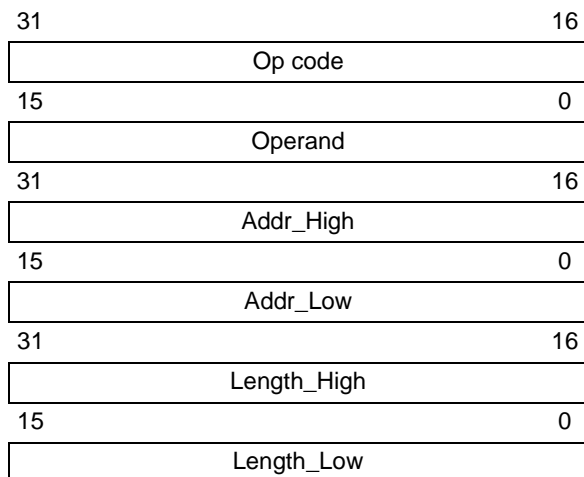 31 16
Op code
15 0
Operand
31 16
Addr_High
15 0
Addr_Low
31 16
Length_High
15 0
Length_Low